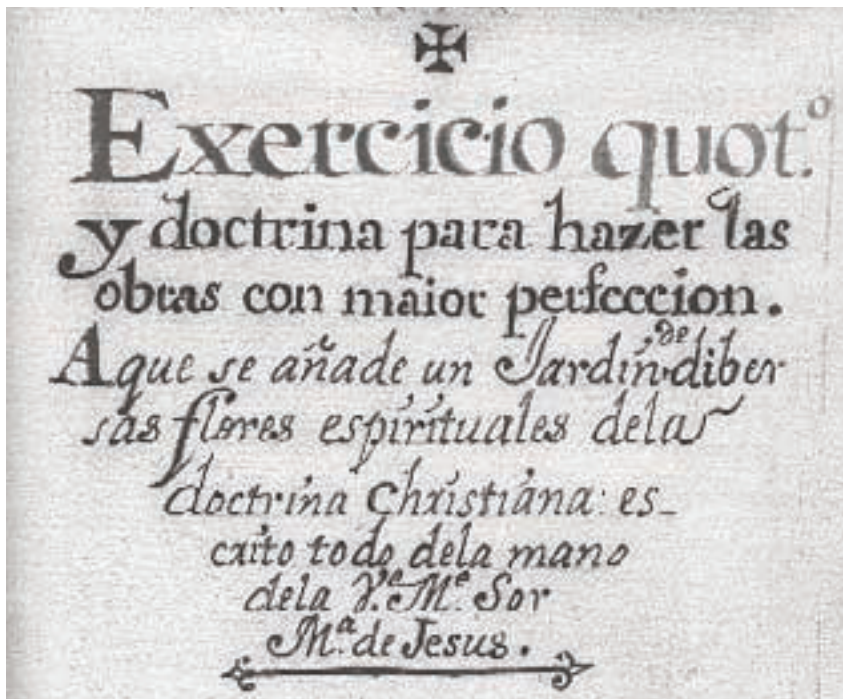 ✠
Exercicio quot.º
y doctrina para hazer las
obras con maior perfeccion.
A que se añade un Jardin de diber
sas flores espirituales dela
doctrina Christiana: es-
crito todo dela mano
dela V.e M.e Sor
M.ª de Jesus.